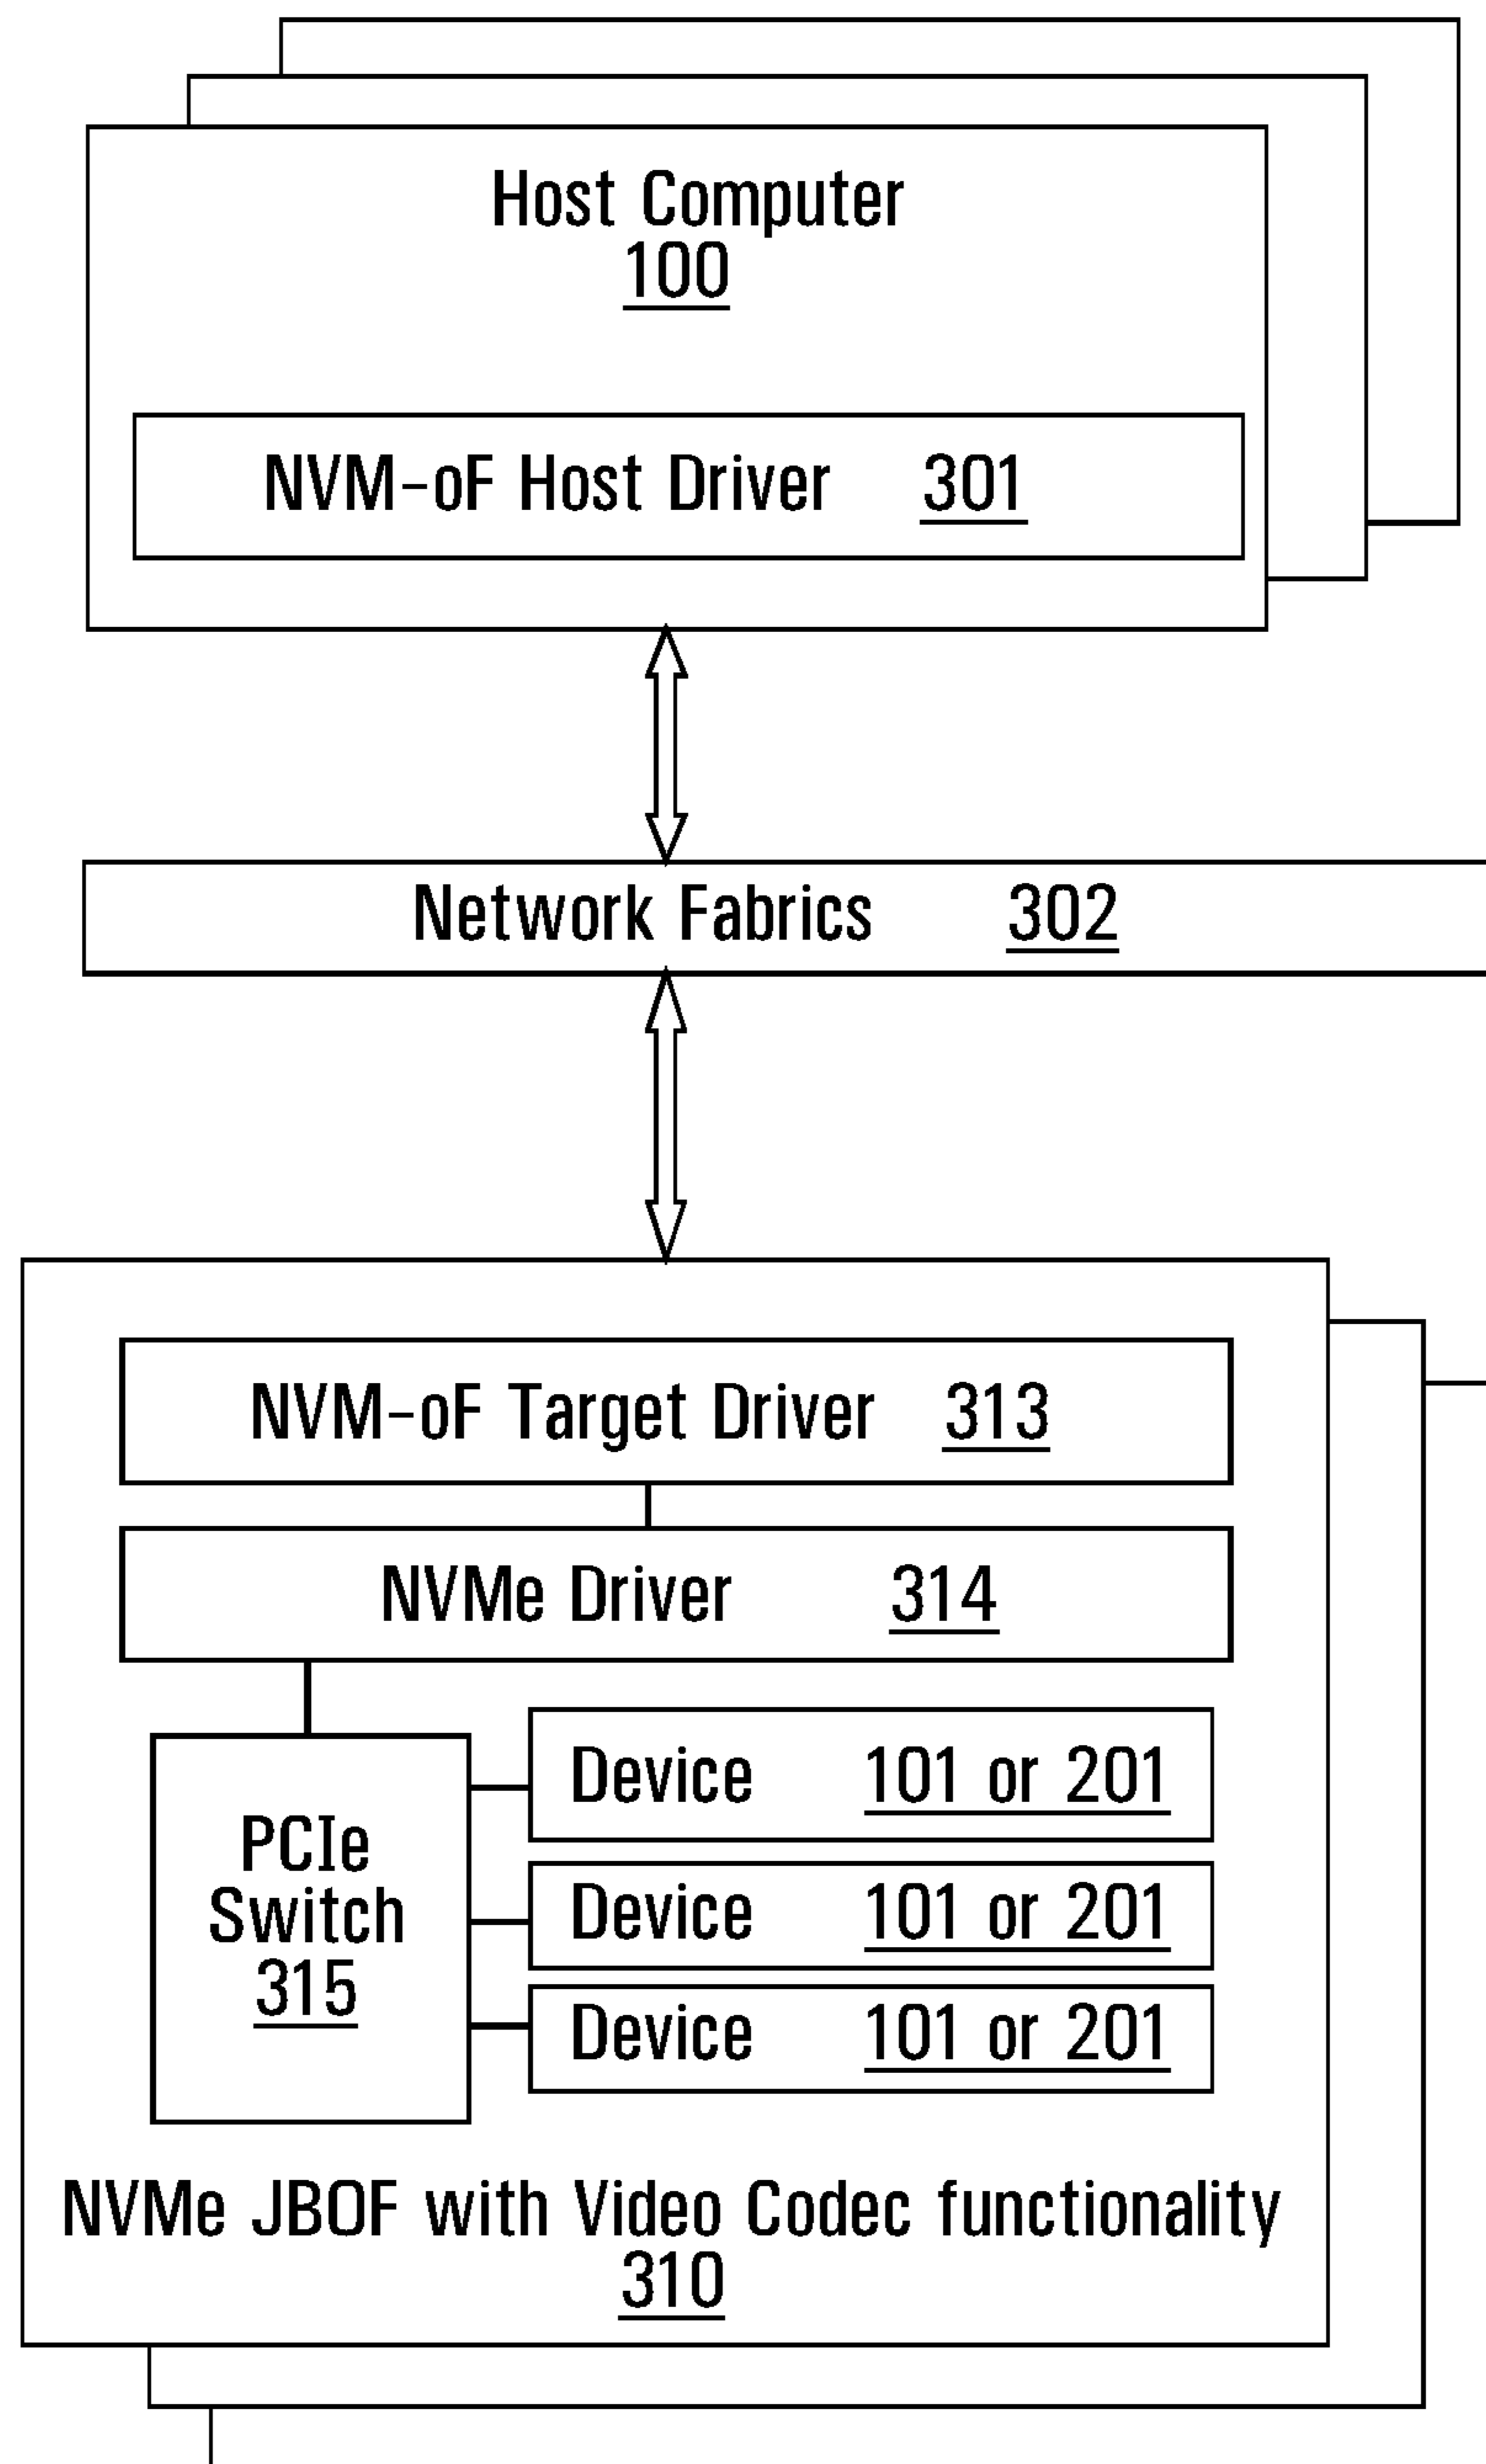 Host Computer
100
NVM-oF Host Driver 301
Network Fabrics 302
NVM-oF Target Driver 313
NVMe Driver 314
PCIe
Switch
315
Device 101 or 201
Device 101 or 201
Device 101 or 201
NVMe JBOF with Video Codec functionality
310